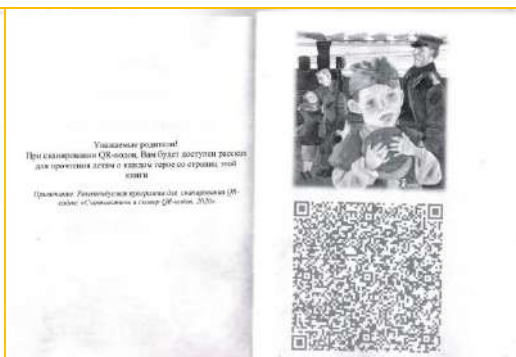 Уважаемые родители!
При сканировании QR-кодов, Вам будет доступен рассказ
для прочтения детям о каждом герое со страниц этой
книги
Примечание. Рекомендуемая программа для сканирования QR-
кодов: «Считыватель и сканер QR-кодов, 2020».